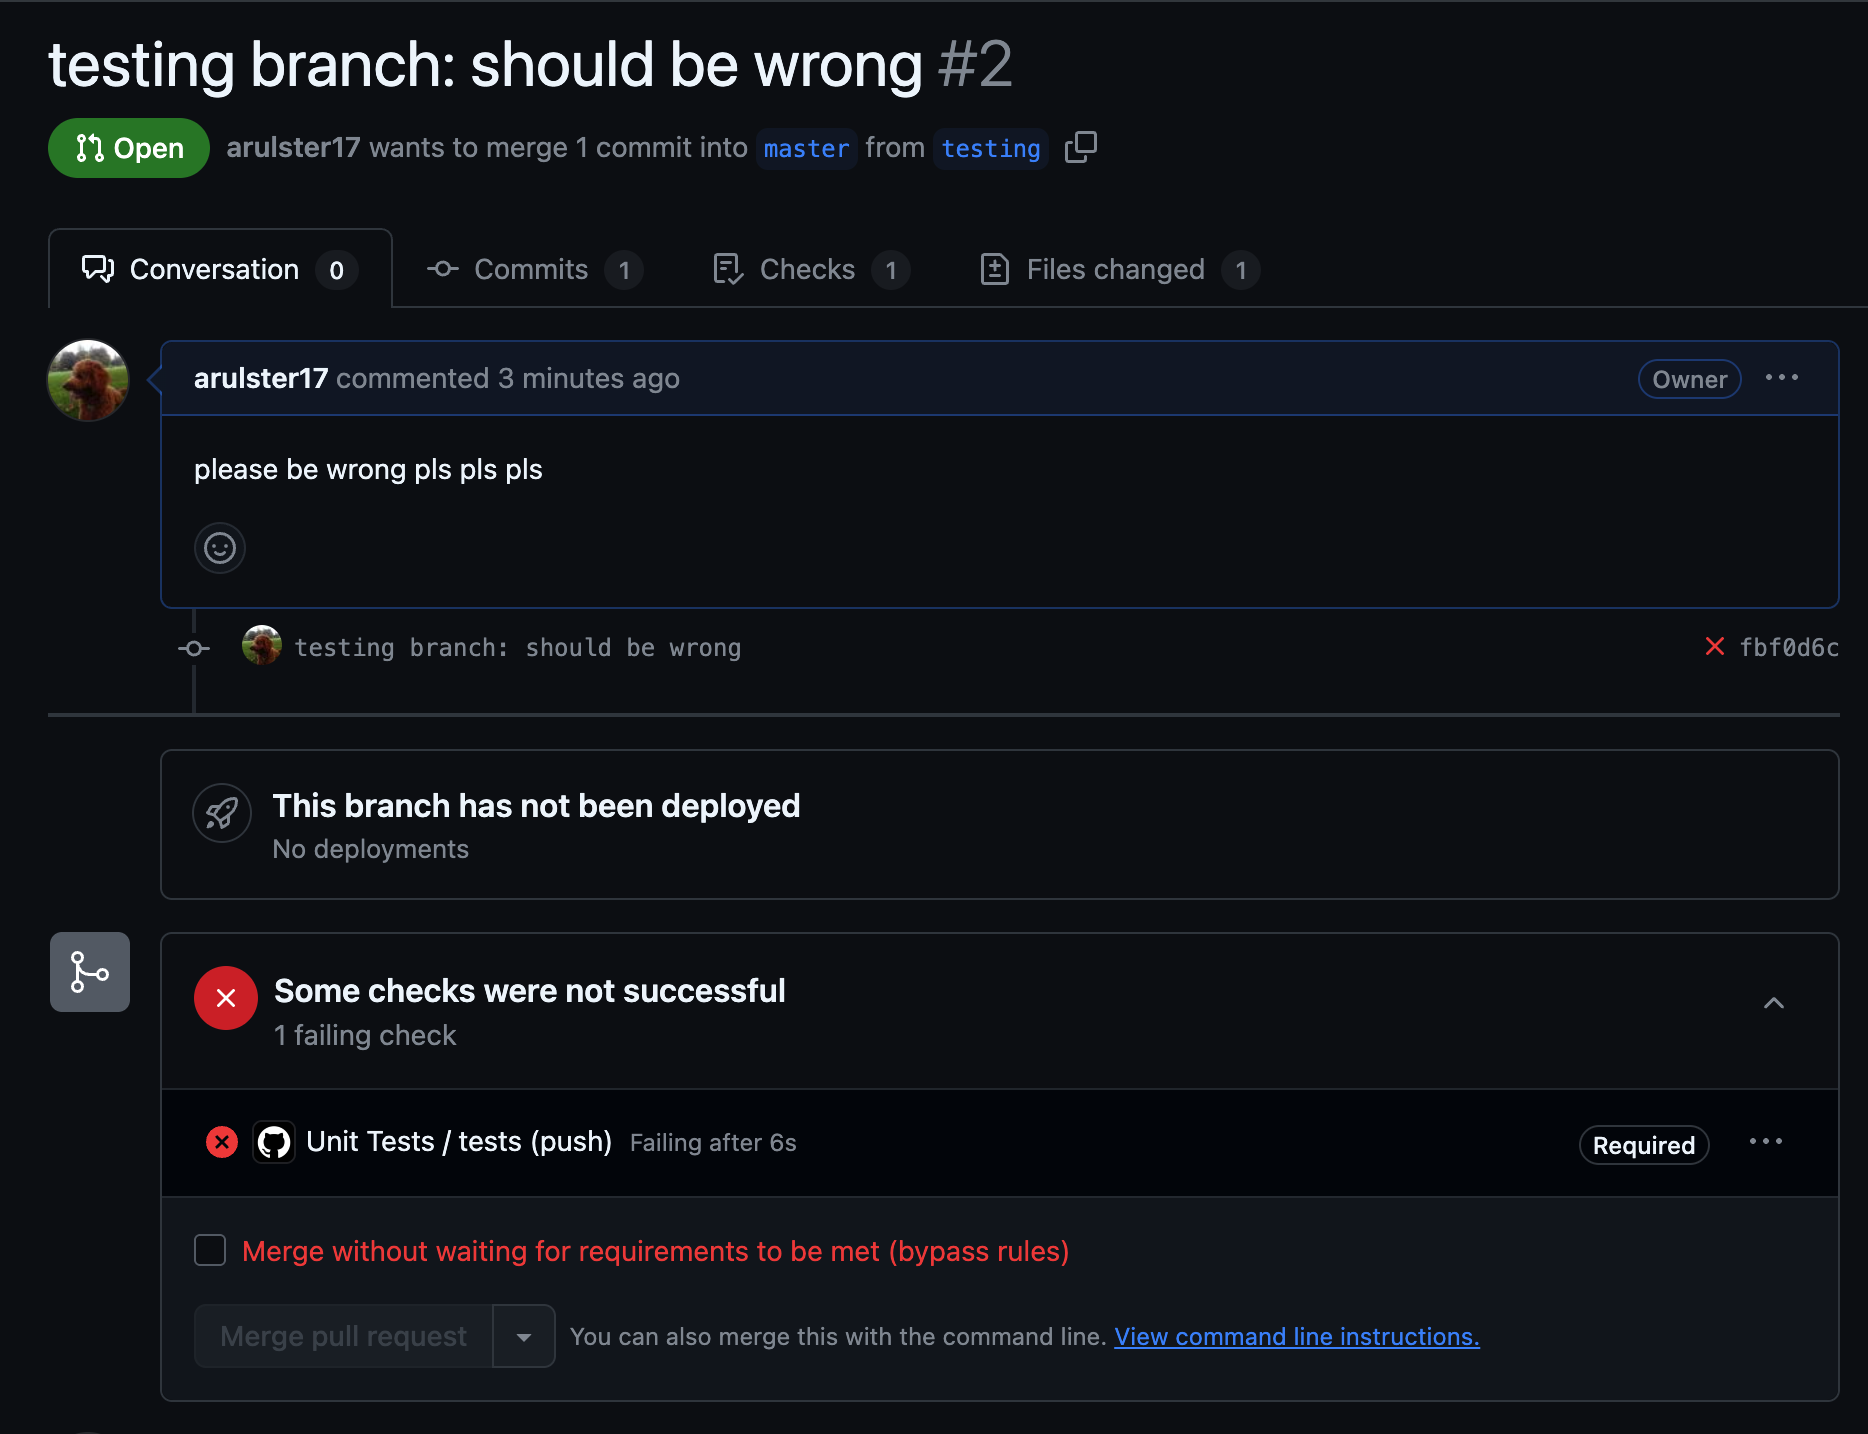 testing branch: should be wrong #2
Open arulster17 wants to merge 1 commit into master from testing
Conversation 0 Commits 1 Checks 1 Files changed 1
arulster17 commented 3 minutes ago Owner
please be wrong pls pls pls
testing branch: should be wrong fbf0d6c
This branch has not been deployed
No deployments
Some checks were not successful
1 failing check
Unit Tests / tests (push) Failing after 6s Required
Merge without waiting for requirements to be met (bypass rules)
Merge pull request You can also merge this with the command line. View command line instructions.